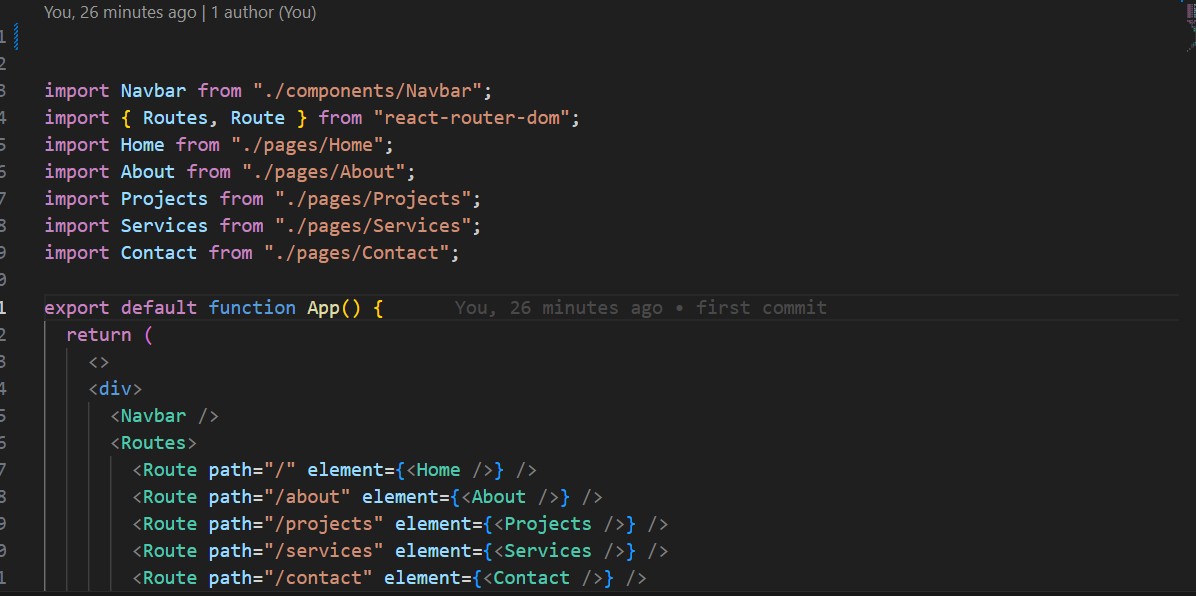 You, 26 minutes ago | 1 author (You)
1
2
3 import Navbar from "./components/Navbar";
4 import { Routes, Route } from "react-router-dom";
5 import Home from "./pages/Home";
6 import About from "./pages/About";
7 import Projects from "./pages/Projects";
8 import Services from "./pages/Services";
9 import Contact from "./pages/Contact";
0
1 export default function App() { You, 26 minutes ago • first commit
2 return (
3 <>
4 <div>
5 <Navbar />
6 <Routes>
7 <Route path="/" element={<Home />} />
8 <Route path="/about" element={<About />} />
9 <Route path="/projects" element={<Projects />} />
0 <Route path="/services" element={<Services />} />
1 <Route path="/contact" element={<Contact />} />